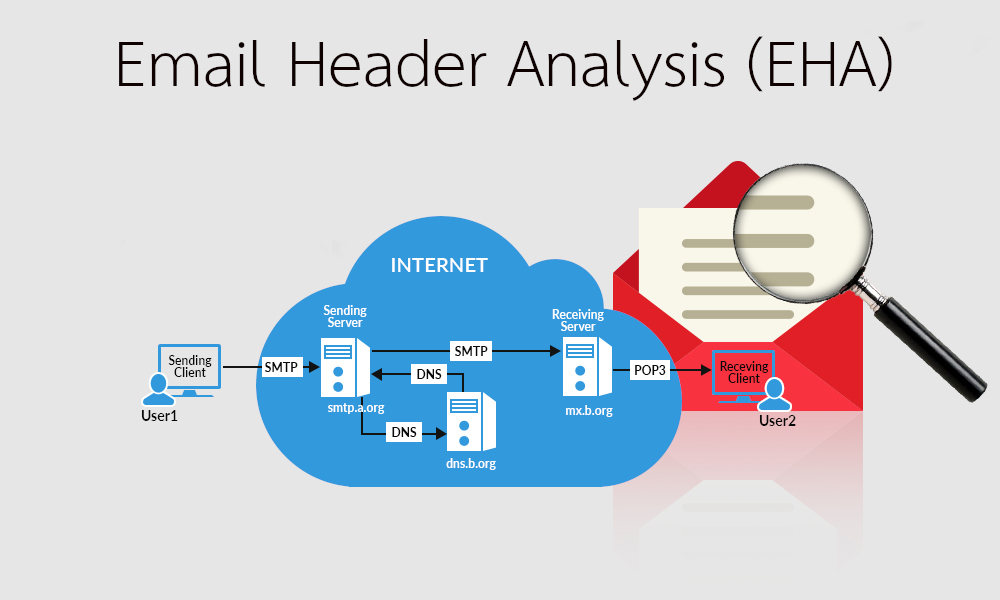 Email Header Analysis (EHA)
INTERNET
Sending
Server
Receiving
Server
Sending
Client
SMTP
SMTP
DNS
POP3
Receving
Client
smtp.a.org
mx.b.org
User1
User2
DNS
dns.b.org